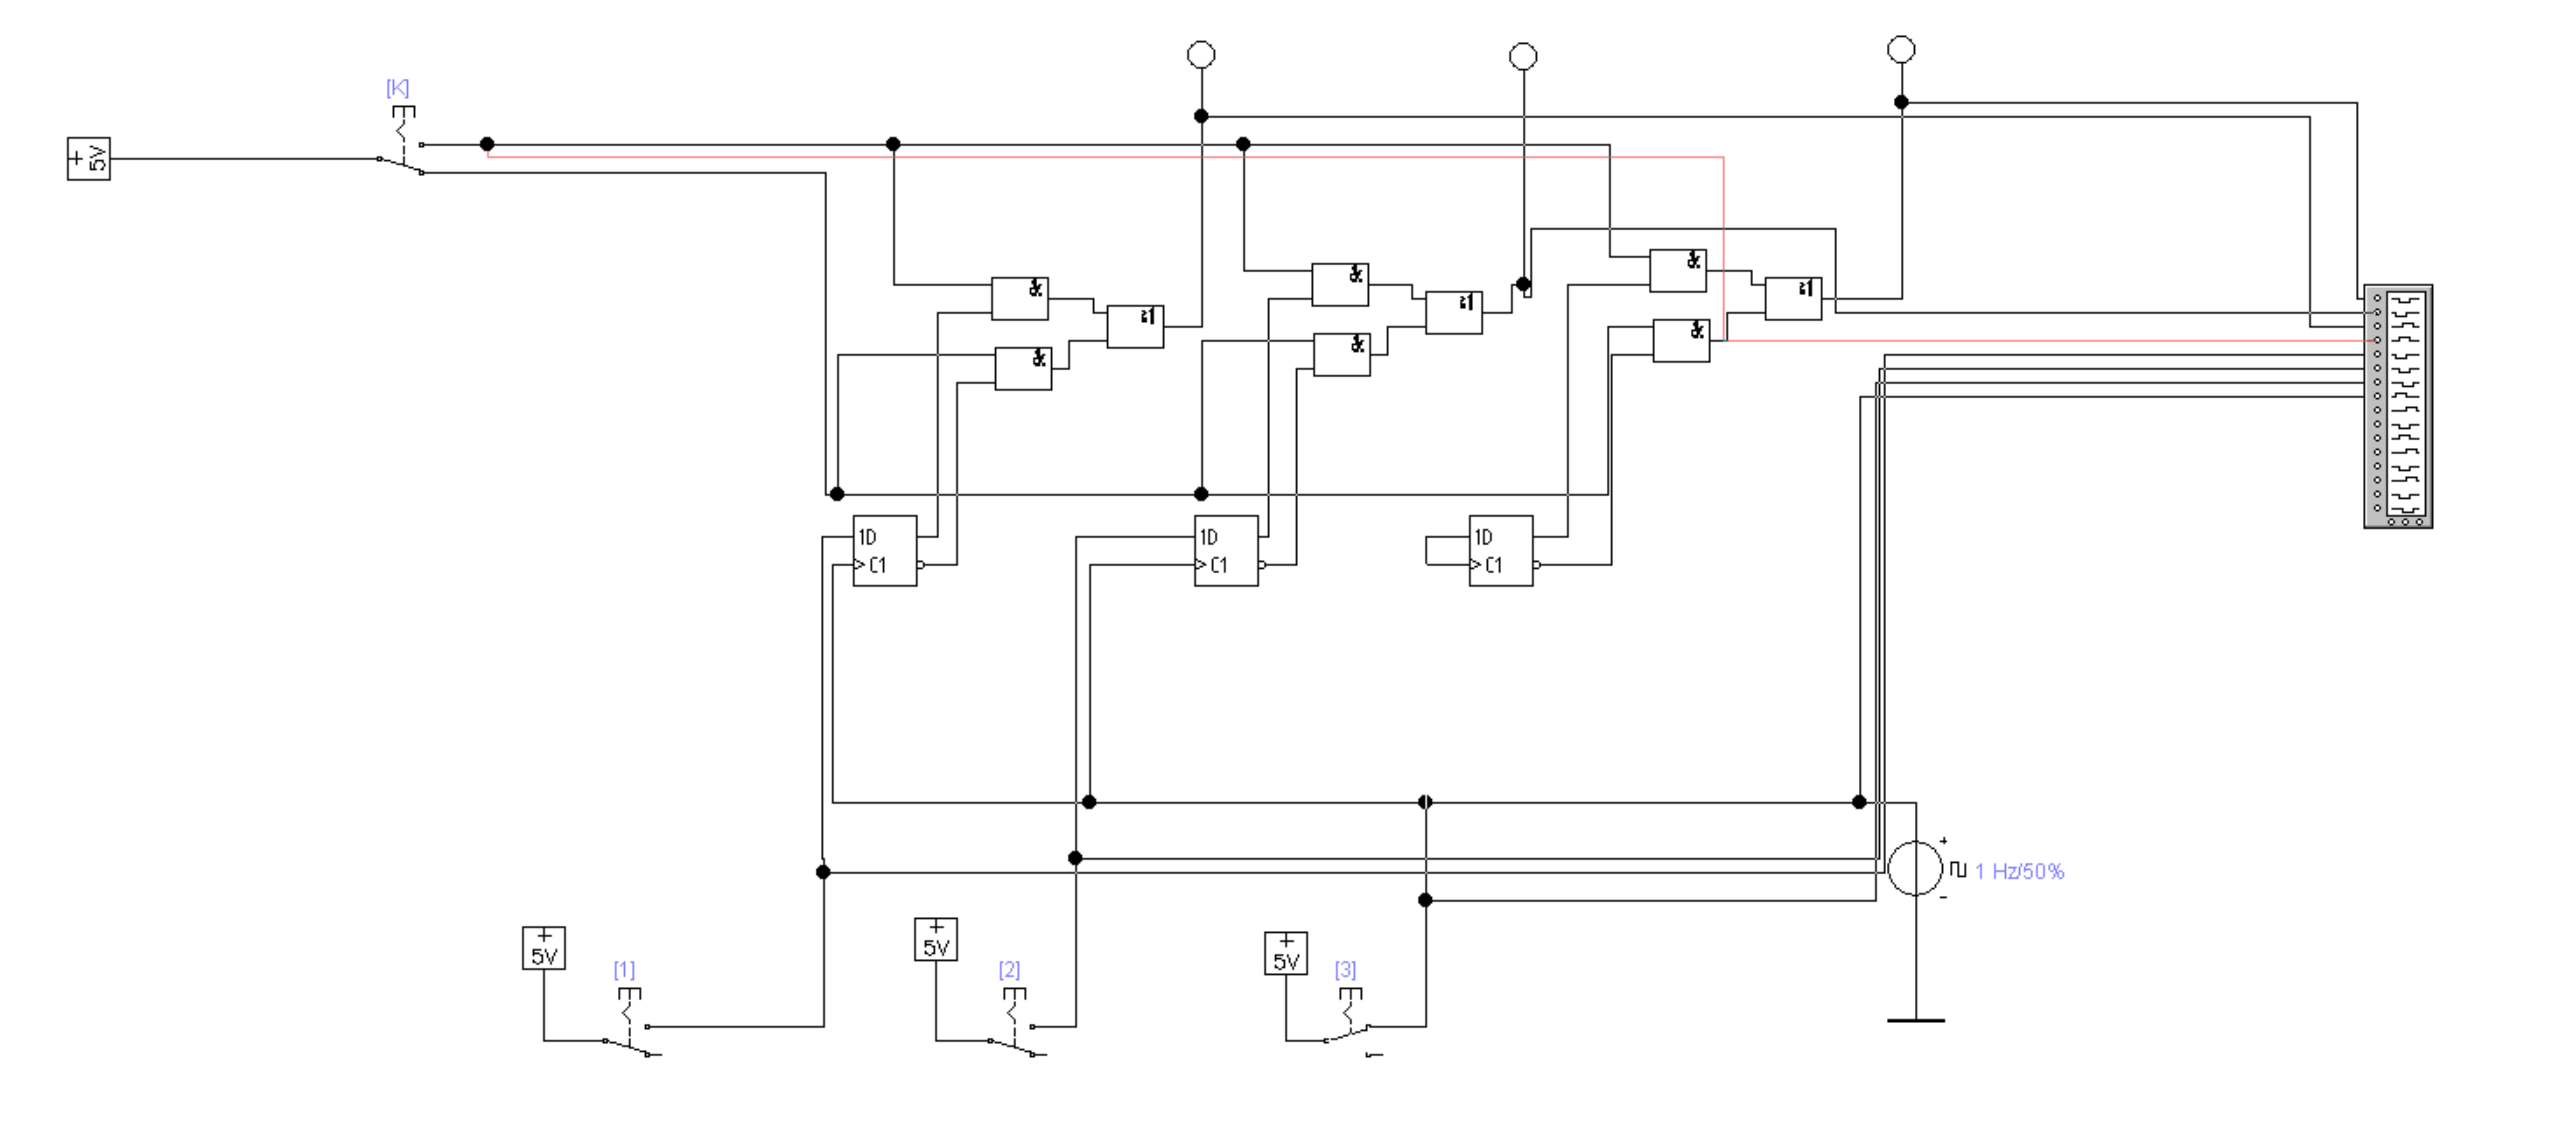 [K]
+ 5V
&
≥1
&
&
≥1
&
&
≥1
&
1D
C1
1D
C1
1D
C1
+
5V
[1]
+
5V
[2]
+
5V
[3]
+
1 Hz/50%
-